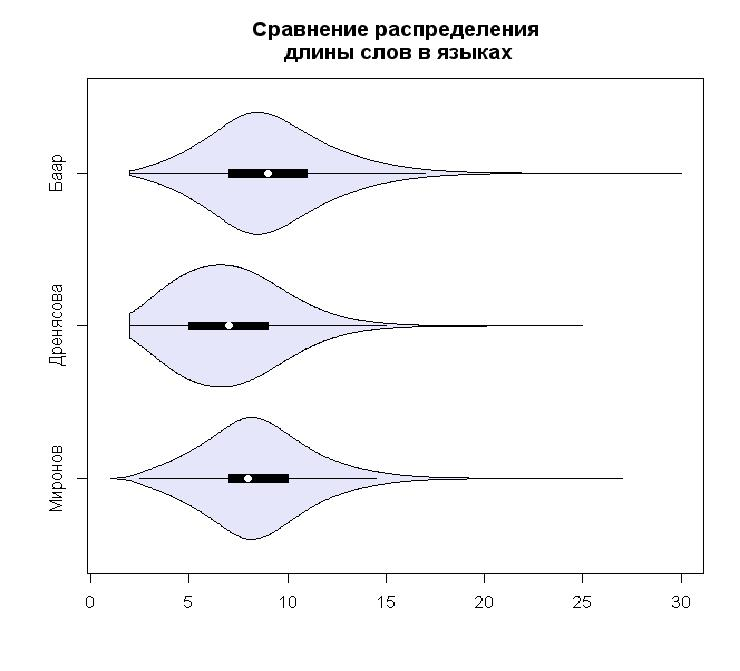 Сравнение распределения
длины слов в языках
Баар
Дренясова
Миронов
0 5 10 15 20 25 30